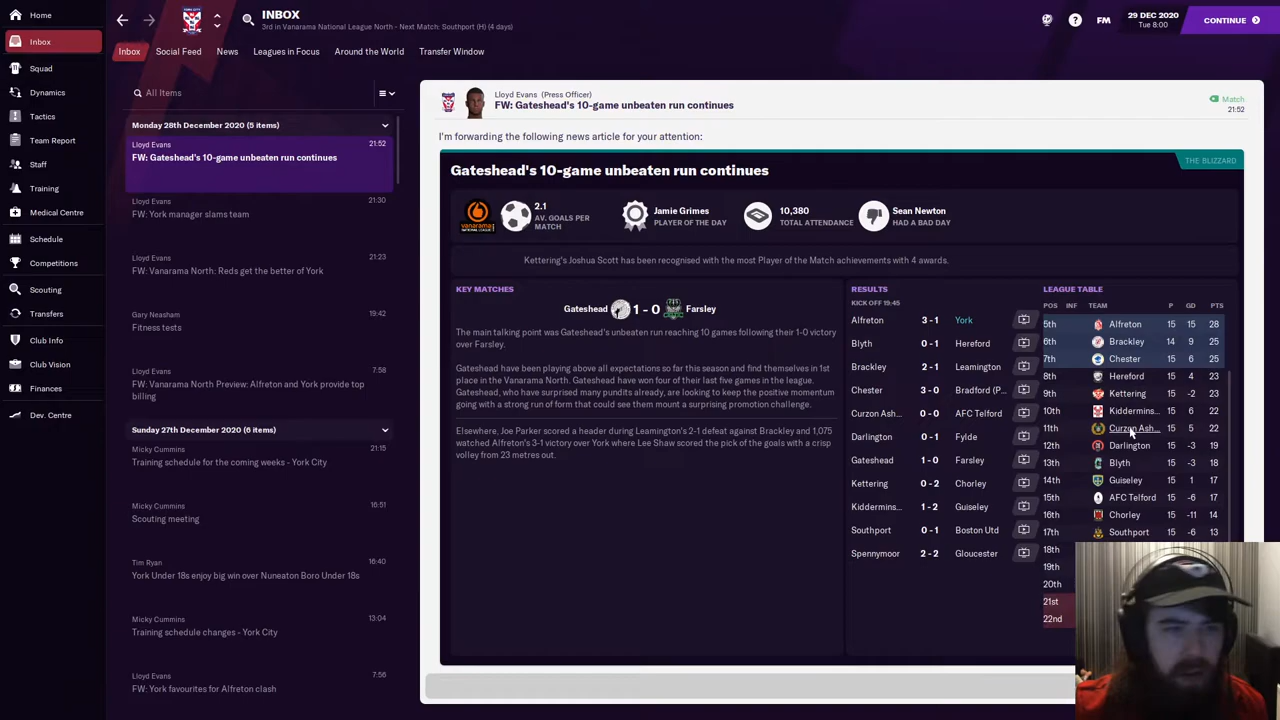 Home
Inbox
Squad
Dynamics
Tactics
Team Report
Staff
Training
Medical Centre
Schedule
Competitions
Scouting
Transfers
Club Info
Club Vision
Finances
Dev. Centre
INBOX
3rd in Vanarama National League North - Next Match: Southport (H) (4 days)
FM
29 DEC 2020
Tue 8:00
CONTINUE
Inbox
Social Feed
News
Leagues in Focus
Around the World
Transfer Window
All Items
Monday 28th December 2020 (5 items)
Lloyd Evans 21:52
FW: Gateshead's 10-game unbeaten run continues
Lloyd Evans 21:30
FW: York manager slams team
Lloyd Evans 21:23
FW: Vanarama North: Reds get the better of York
Gary Neasham 19:42
Fitness tests
Lloyd Evans 7:58
FW: Vanarama North Preview: Alfreton and York provide top
billing
Sunday 27th December 2020 (6 items)
Micky Cummins 21:15
Training schedule for the coming weeks - York City
Micky Cummins 16:51
Scouting meeting
Tim Ryan 16:40
York Under 18s enjoy big win over Nuneaton Boro Under 18s
Micky Cummins 13:04
Training schedule changes - York City
Lloyd Evans 7:56
FW: York favourites for Alfreton clash
Lloyd Evans (Press Officer)
FW: Gateshead's 10-game unbeaten run continues
Match
21:52
I'm forwarding the following news article for your attention:
THE BLIZZARD
Gateshead's 10-game unbeaten run continues
2.1
AV. GOALS PER
MATCH
Jamie Grimes
PLAYER OF THE DAY
10,380
TOTAL ATTENDANCE
Sean Newton
HAD A BAD DAY
Kettering's Joshua Scott has been recognised with the most Player of the Match achievements with 4 awards.
KEY MATCHES
Gateshead 1 - 0 Farsley
The main talking point was Gateshead's unbeaten run reaching 10 games following their 1-0 victory
over Farsley.
Gateshead have been playing above all expectations so far this season and find themselves in 1st
place in the Vanarama North. Gateshead have won four of their last five games in the league.
Gateshead, who have surprised many pundits already, are looking to keep the positive momentum
going with a strong run of form that could see them mount a surprising promotion challenge.
Elsewhere, Joe Parker scored a header during Leamington's 2-1 defeat against Brackley and 1,075
watched Alfreton's 3-1 victory over York where Lee Shaw scored the pick of the goals with a crisp
volley from 23 metres out.
RESULTS
KICK OFF 19:45
Alfreton 3 - 1 York
Blyth 0 - 1 Hereford
Brackley 2 - 1 Leamington
Chester 3 - 0 Bradford (P...
Curzon Ash... 0 - 0 AFC Telford
Darlington 0 - 1 Fylde
Gateshead 1 - 0 Farsley
Kettering 0 - 2 Chorley
Kiddermins... 1 - 2 Guiseley
Southport 0 - 1 Boston Utd
Spennymoor 2 - 2 Gloucester
LEAGUE TABLE
POS INF TEAM P GD PTS
5th Alfreton 15 15 28
6th Brackley 14 9 25
7th Chester 15 6 25
8th Hereford 15 4 23
9th Kettering 15 -2 23
10th Kiddermins... 15 6 22
11th Curzon Ash... 15 5 22
12th Darlington 15 -3 19
13th Blyth 15 -3 18
14th Guiseley 15 1 17
15th AFC Telford 15 -6 17
16th Chorley 15 -11 14
17th Southport 15 -6 13
18th
19th
20th
21st
22nd